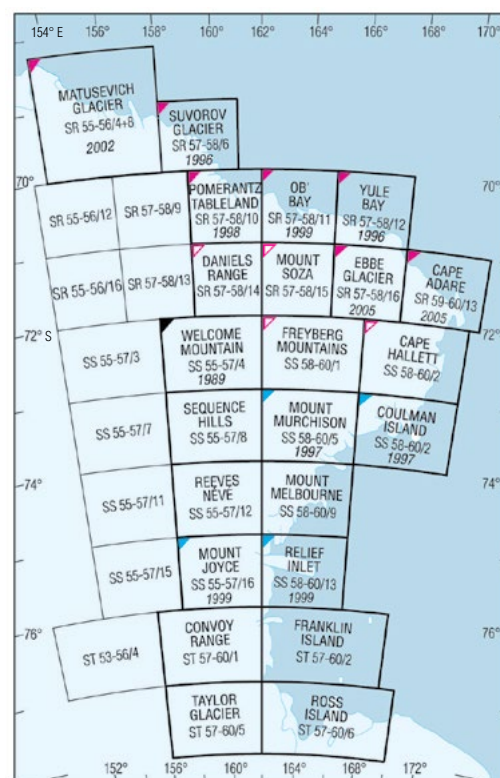 154° E
158°
160°
162°
164°
166°
168°
170°
MATUSEVICH
GLACIER
SR 55-56/4+8
2002
SUVOROV
GLACIER
SR 57-58/6
1996
70°
70°
SR 55-56/12
SR 57-58/9
POMERANTZ
TABLELAND
SR 57-58/10
1998
OB'
BAY
SR 57-58/11
1999
YULE
BAY
SR 57-58/12
1996
SR 55-56/16
SR 57-58/13
DANIELS
RANGE
SR 57-58/14
MOUNT
SOZA
SR 57-58/15
EBBE
GLACIER
SR 57-58/16
2005
CAPE
ADARE
SR 59-60/13
2005
72° S
72°
SS 55-57/3
WELCOME
MOUNTAIN
SS 55-57/4
1989
FREYBERG
MOUNTAINS
SS 58-60/1
CAPE
HALLETT
SS 58-60/2
SS 55-57/7
SEQUENCE
HILLS
SS 55-57/8
MOUNT
MURCHISON
SS 58-60/5
1997
COULMAN
ISLAND
SS 58-60/2
1997
74°
74°
SS 55-57/11
REEVES
NÉVÉ
SS 55-57/12
MOUNT
MELBOURNE
SS 58-60/9
SS 55-57/15
MOUNT
JOYCE
SS 55-57/16
1999
RELIEF
INLET
SS 58-60/13
1999
76°
76°
ST 53-56/4
CONVOY
RANGE
ST 57-60/1
FRANKLIN
ISLAND
ST 57-60/2
TAYLOR
GLACIER
ST 57-60/5
ROSS
ISLAND
ST 57-60/6
152°
156°
160°
164°
168°
172°